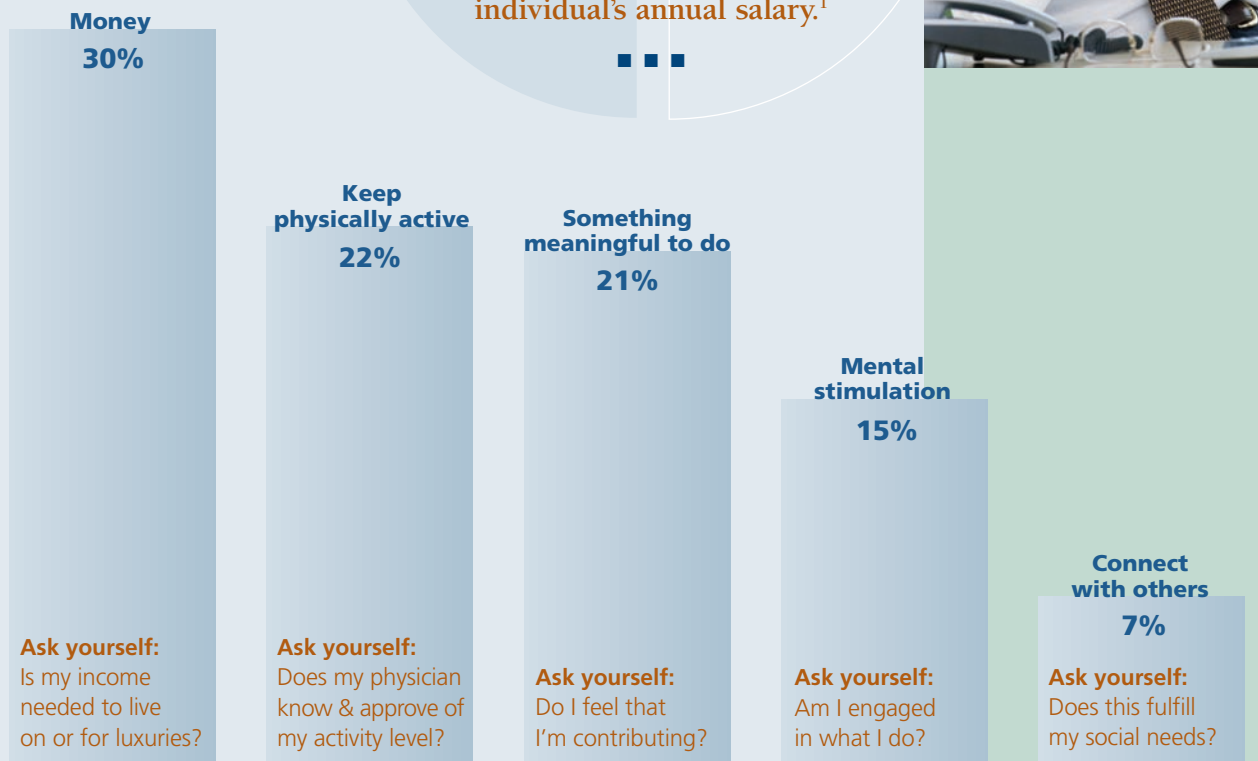 individual's annual salary.1
Money
30%
Keep
physically active
22%
Something
meaningful to do
21%
Mental
stimulation
15%
Connect
with others
7%
Ask yourself:
Is my income
needed to live
on or for luxuries?
Ask yourself:
Does my physician
know & approve of
my activity level?
Ask yourself:
Do I feel that
I'm contributing?
Ask yourself:
Am I engaged
in what I do?
Ask yourself:
Does this fulfill
my social needs?